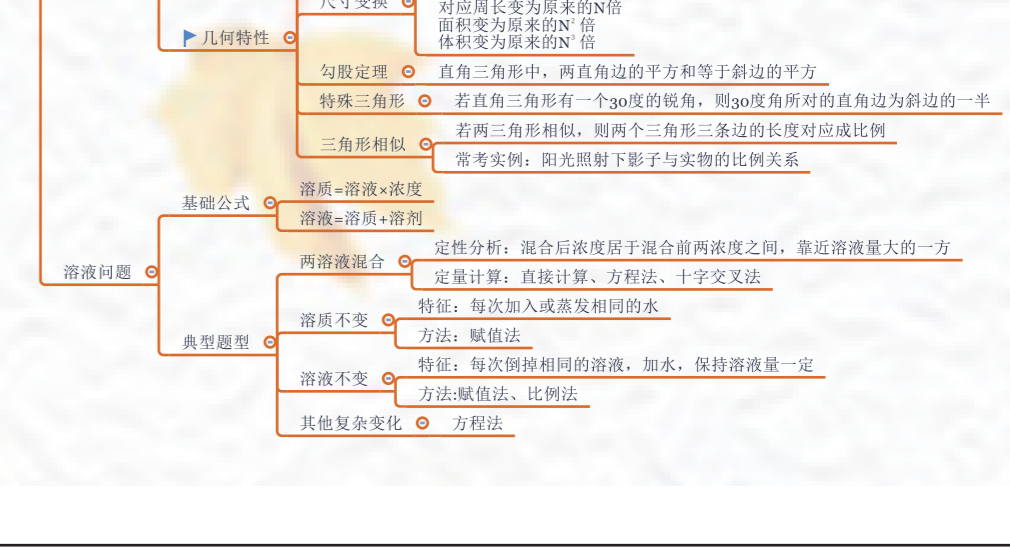 尺寸变换
对应周长变为原来的N倍
面积变为原来的N²倍
体积变为原来的N³倍
几何特性
勾股定理 直角三角形中，两直角边的平方和等于斜边的平方
特殊三角形 若直角三角形有一个30度的锐角，则30度角所对的直角边为斜边的一半
三角形相似
若两三角形相似，则两个三角形三条边的长度对应成比例
常考实例：阳光照射下影子与实物的比例关系
溶液问题
基础公式
溶质=溶液×浓度
溶液=溶质+溶剂
典型题型
两溶液混合
定性分析：混合后浓度居于混合前两浓度之间，靠近溶液量大的一方
定量计算：直接计算、方程法、十字交叉法
溶质不变
特征：每次加入或蒸发相同的水
方法：赋值法
溶液不变
特征：每次倒掉相同的溶液，加水，保持溶液量一定
方法:赋值法、比例法
其他复杂变化 方程法